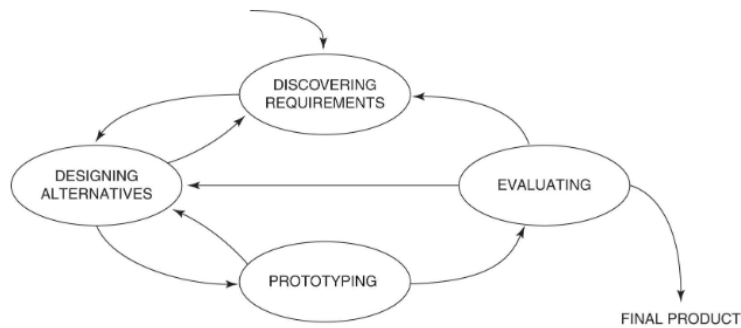 DISCOVERING
REQUIREMENTS
DESIGNING
ALTERNATIVES
EVALUATING
PROTOTYPING
FINAL PRODUCT